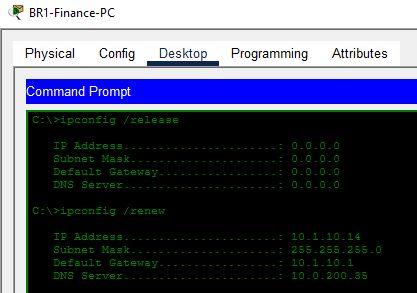 BR1-Finance-PC
Physical Config Desktop Programming Attributes
Command Prompt
C:\>ipconfig /release
IP Address......................: 0.0.0.0
Subnet Mask.....................: 0.0.0.0
Default Gateway.................: 0.0.0.0
DNS Server......................: 0.0.0.0
C:\>ipconfig /renew
IP Address......................: 10.1.10.14
Subnet Mask.....................: 255.255.255.0
Default Gateway.................: 10.1.10.1
DNS Server......................: 10.0.200.35